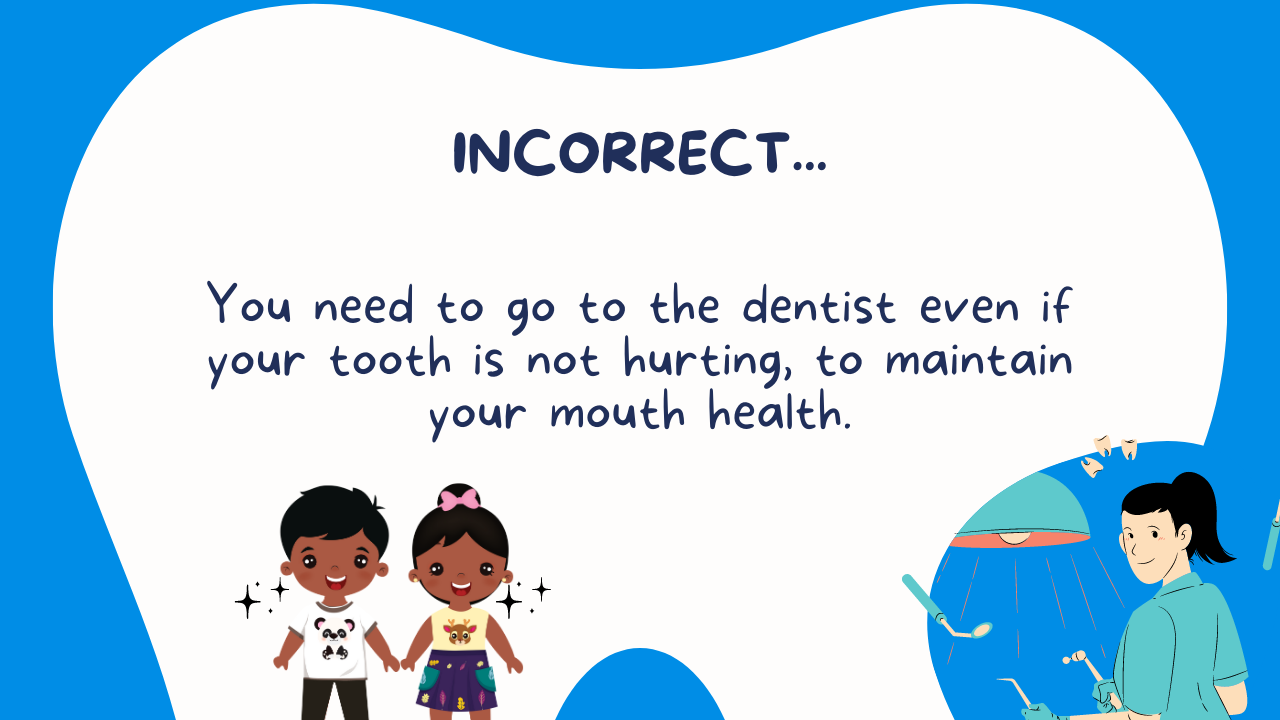 INCORRECT...
You need to go to the dentist even if
your tooth is not hurting, to maintain
your mouth health.